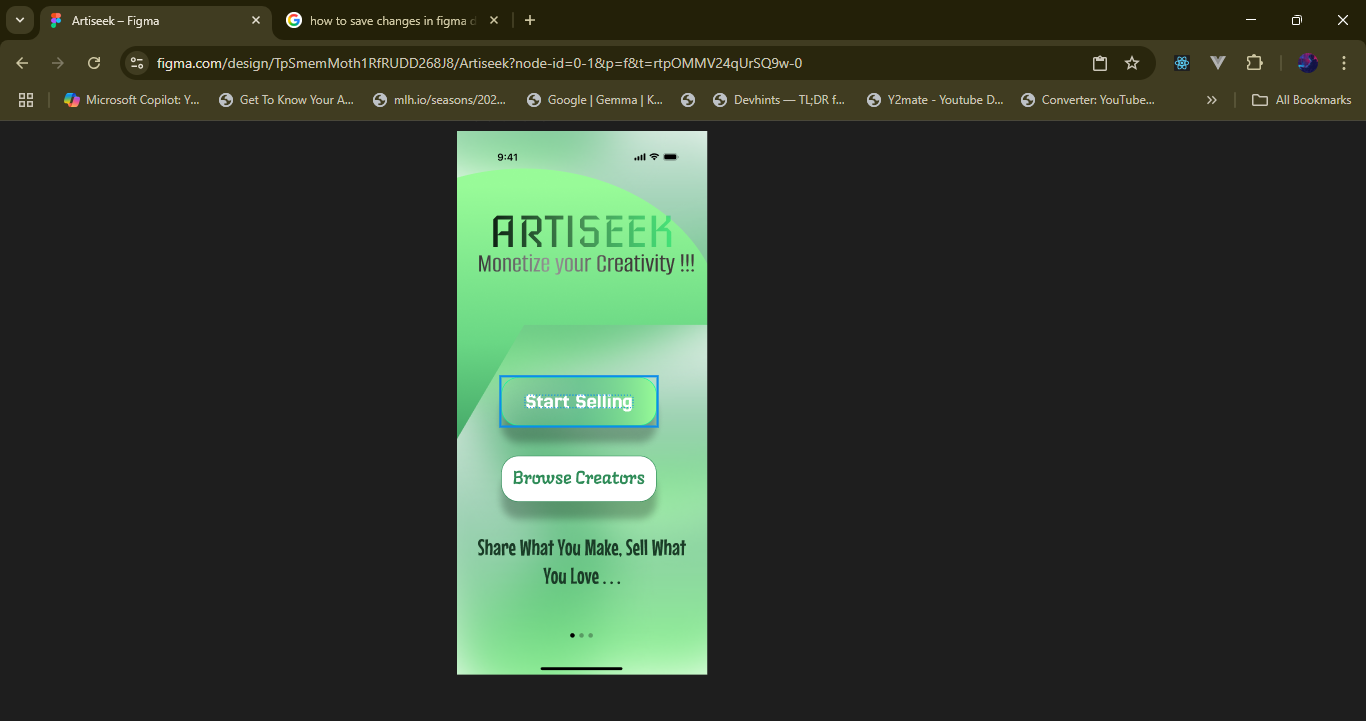 Artiseek – Figma
how to save changes in figma d
figma.com/design/TpSmemMoth1RfRUDD268J8/Artiseek?node-id=0-1&p=f&t=rtpOMMV24qUrSQ9w-0
Microsoft Copilot: Y...
Get To Know Your A...
mlh.io/seasons/202...
Google | Gemma | K...
Devhints — TL;DR f...
Y2mate - Youtube D...
Converter: YouTube...
All Bookmarks
9:41
ARTISEEK
Monetize your Creativity !!!
Start Selling
Browse Creators
Share What You Make, Sell What
You Love . . .